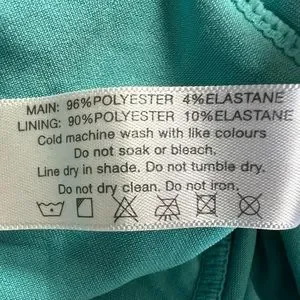 MAIN: 96%POLYESTER 4%ELASTANE
LINING: 90%POLYESTER 10%ELASTANE
Cold machine wash with like colours
Do not soak or bleach.
Line dry in shade. Do not tumble dry.
Do not dry clean. Do not iron.